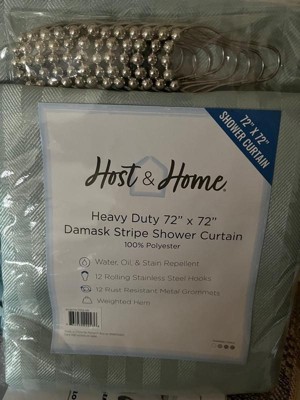 72" X 72"
SHOWER CURTAIN
Host & Home
Heavy Duty 72" x 72"
Damask Stripe Shower Curtain
100% Polyester
Water, Oil, & Stain Repellent
12 Rolling Stainless Steel Hooks
12 Rust Resistant Metal Grommets
Weighted Hem